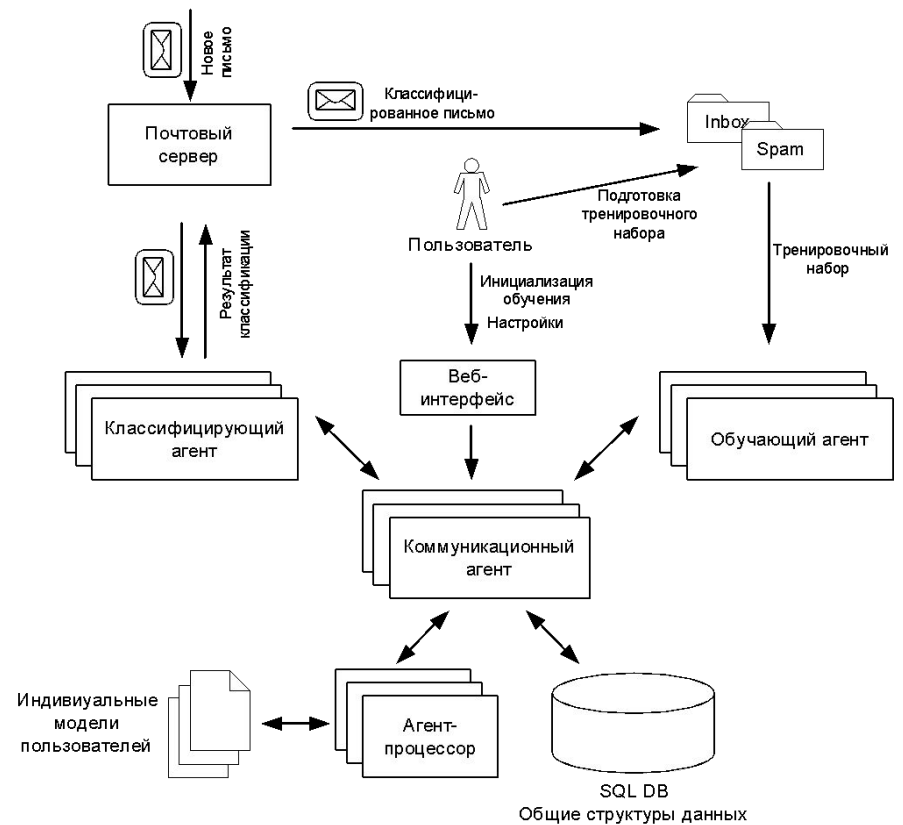 Новое
письмо
Классифици-
рованное письмо
Почтовый
сервер
Inbox
Spam
Подготовка
тренировочного
набора
Пользователь
Результат
классификации
Инициализация
обучения
Настройки
Тренировочный
набор
Веб-
интерфейс
Классифицирующий
агент
Обучающий агент
Коммуникационный
агент
Индивиуальные
модели
пользователей
Агент-
процессор
SQL DB
Общие структуры данных